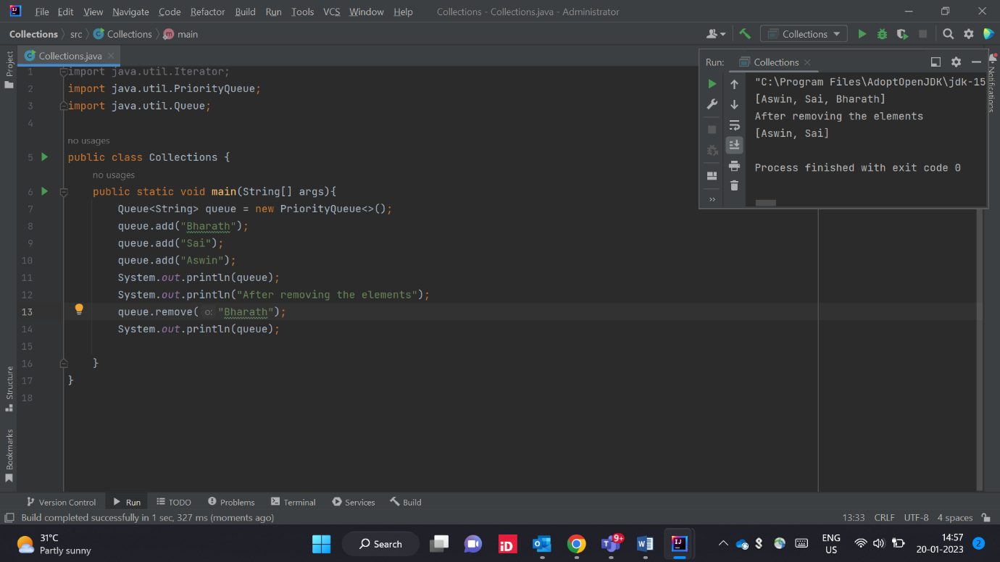 File Edit View Navigate Code Refactor Build Run Tools VCS Window Help Collections - Collections.java - Administrator
Collections src Collections main Collections
Project
Collections.java
Run: Collections
Notifications
1 import java.util.Iterator;
2 import java.util.PriorityQueue;
3 import java.util.Queue;
4
no usages
5 public class Collections {
no usages
6 public static void main(String[] args){
7 Queue<String> queue = new PriorityQueue<>();
8 queue.add("Bharath");
9 queue.add("Sai");
10 queue.add("Aswin");
11 System.out.println(queue);
12 System.out.println("After removing the elements");
13 queue.remove( o: "Bharath");
14 System.out.println(queue);
15
16 }
17 }
18
"C:\Program Files\AdoptOpenJDK\jdk-15
[Aswin, Sai, Bharath]
After removing the elements
[Aswin, Sai]
Process finished with exit code 0
Structure
Bookmarks
Version Control Run TODO Problems Terminal Services Build
Build completed successfully in 1 sec, 327 ms (moments ago) 13:33 CRLF UTF-8 4 spaces
31°C
Partly sunny
Search
iD
9+
ENG
US
14:57
20-01-2023
2